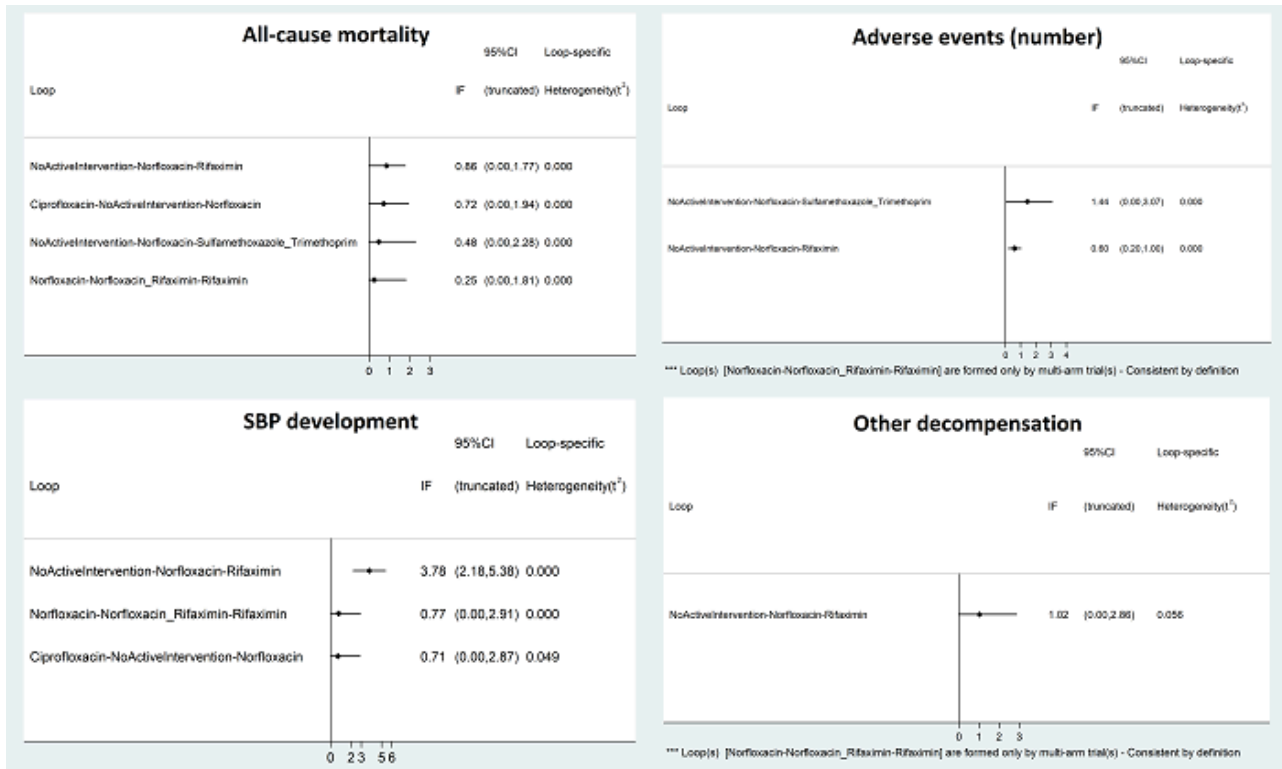 All-cause mortality
95%CI Loop-specific
Loop IF (truncated) Heterogeneity(t²)
NoActiveIntervention-Norfloxacin-Rifaximin 0.86 (0.00,1.77) 0.000
Ciprofloxacin-NoActiveIntervention-Norfloxacin 0.72 (0.00,1.94) 0.000
NoActiveIntervention-Norfloxacin-Sulfamethoxazole_Trimethoprim 0.48 (0.00,2.28) 0.000
Norfloxacin-Norfloxacin_Rifaximin-Rifaximin 0.25 (0.00,1.81) 0.000
0 1 2 3
Adverse events (number)
95%CI Loop-specific
Loop IF (truncated) Heterogeneity(t²)
NoActiveIntervention-Norfloxacin-Sulfamethoxazole_Trimethoprim 1.44 (0.00,3.07) 0.000
NoActiveIntervention-Norfloxacin-Rifaximin 0.60 (0.20,1.00) 0.000
0 1 2 3 4
*** Loop(s) [Norfloxacin-Norfloxacin_Rifaximin-Rifaximin] are formed only by multi-arm trial(s) - Consistent by definition
SBP development
95%CI Loop-specific
Loop IF (truncated) Heterogeneity(t²)
NoActiveIntervention-Norfloxacin-Rifaximin 3.78 (2.18,5.38) 0.000
Norfloxacin-Norfloxacin_Rifaximin-Rifaximin 0.77 (0.00,2.91) 0.000
Ciprofloxacin-NoActiveIntervention-Norfloxacin 0.71 (0.00,2.87) 0.049
0 2 3 5 6
Other decompensation
95%CI Loop-specific
Loop IF (truncated) Heterogeneity(t²)
NoActiveIntervention-Norfloxacin-Rifaximin 1.02 (0.00,2.86) 0.056
0 1 2 3
*** Loop(s) [Norfloxacin-Norfloxacin_Rifaximin-Rifaximin] are formed only by multi-arm trial(s) - Consistent by definition